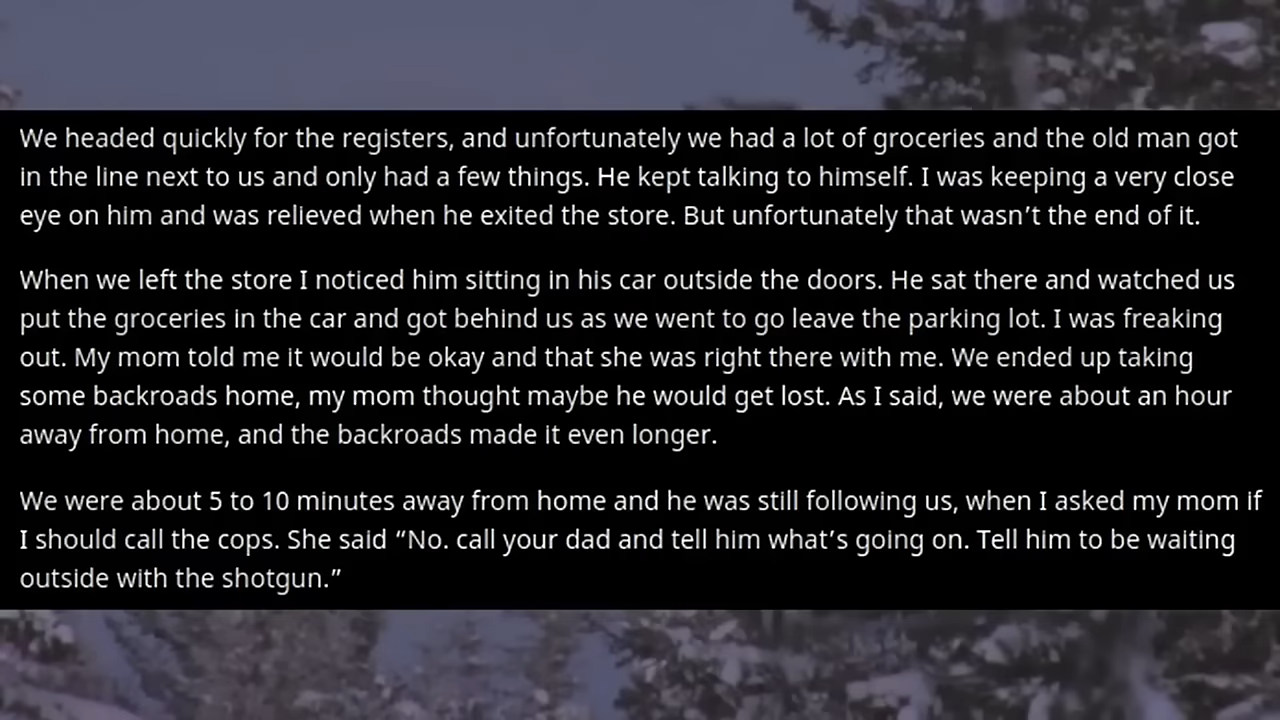 We headed quickly for the registers, and unfortunately we had a lot of groceries and the old man got
in the line next to us and only had a few things. He kept talking to himself. I was keeping a very close
eye on him and was relieved when he exited the store. But unfortunately that wasn’t the end of it.
When we left the store I noticed him sitting in his car outside the doors. He sat there and watched us
put the groceries in the car and got behind us as we went to go leave the parking lot. I was freaking
out. My mom told me it would be okay and that she was right there with me. We ended up taking
some backroads home, my mom thought maybe he would get lost. As I said, we were about an hour
away from home, and the backroads made it even longer.
We were about 5 to 10 minutes away from home and he was still following us, when I asked my mom if
I should call the cops. She said “No. call your dad and tell him what’s going on. Tell him to be waiting
outside with the shotgun.”